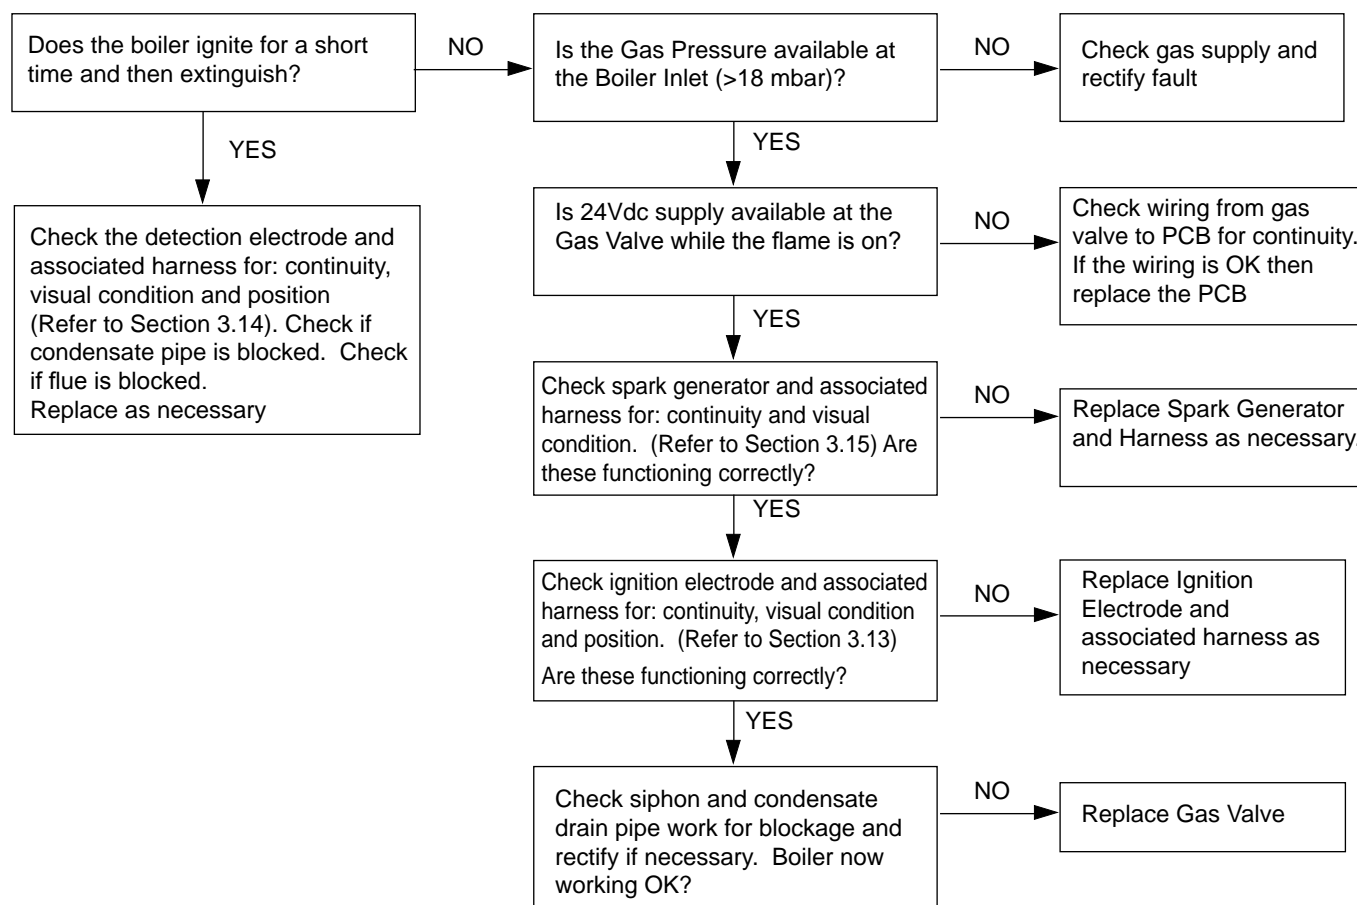 Does the boiler ignite for a short
time and then extinguish?
NO
Is the Gas Pressure available at
the Boiler Inlet (>18 mbar)?
NO
Check gas supply and
rectify fault
YES
YES
Check the detection electrode and
associated harness for: continuity,
visual condition and position
(Refer to Section 3.14). Check if
condensate pipe is blocked.  Check
if flue is blocked.
Replace as necessary
Is 24Vdc supply available at the
Gas Valve while the flame is on?
NO
Check wiring from gas
valve to PCB for continuity.
If the wiring is OK then
replace the PCB
YES
Check spark generator and associated
harness for: continuity and visual
condition.  (Refer to Section 3.15) Are
these functioning correctly?
NO
Replace Spark Generator
and Harness as necessary.
YES
Check ignition electrode and associated
harness for: continuity, visual condition
and position.  (Refer to Section 3.13)
Are these functioning correctly?
NO
Replace Ignition
Electrode and
associated harness as
necessary
YES
Check siphon and condensate
drain pipe work for blockage and
rectify if necessary.  Boiler now
working OK?
NO
Replace Gas Valve